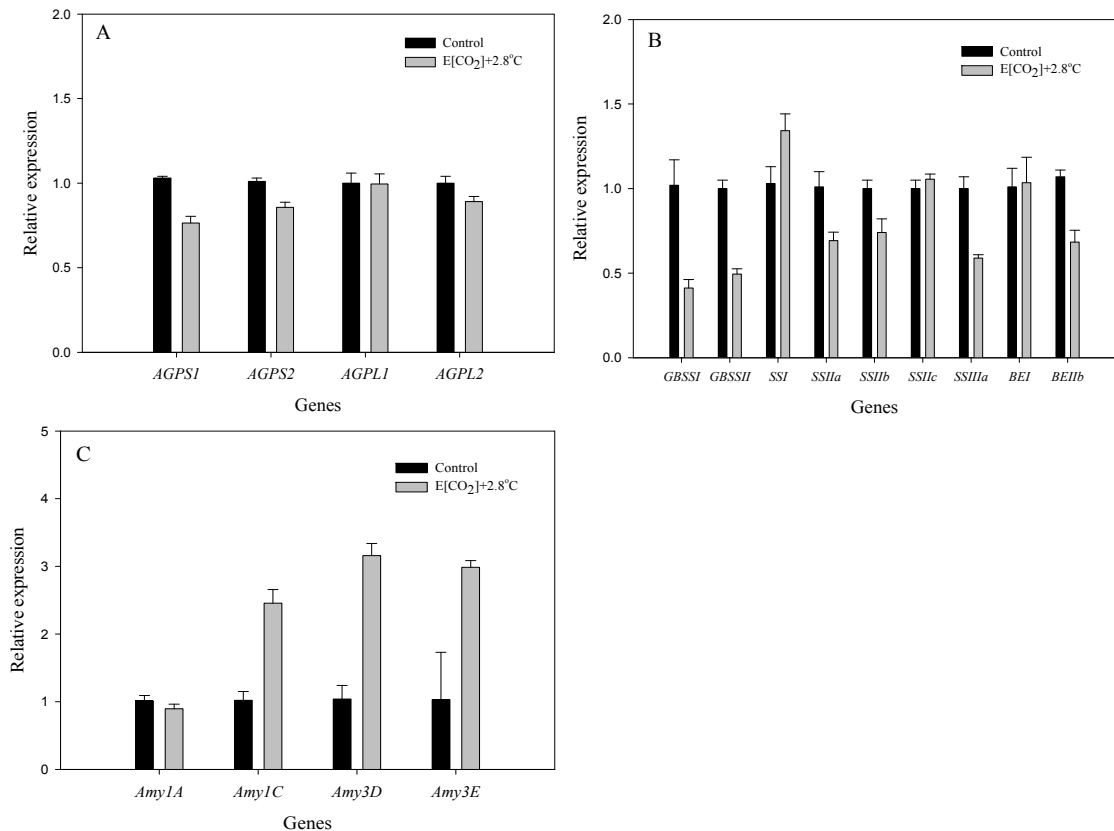 A
Control
E[CO2]+2.8°C
2.0
1.5
1.0
0.5
0.0
Relative expression
AGPS1 AGPS2 AGPL1 AGPL2
Genes
B
Control
E[CO2]+2.8°C
2.0
1.5
1.0
0.5
0.0
Relative expression
GBSSI GBSSII SSI SSIIa SSIIb SSIIc SSIIIa BEI BEIIb
Genes
C
Control
E[CO2]+2.8°C
5
4
3
2
1
0
Relative expression
Amy1A Amy1C Amy3D Amy3E
Genes